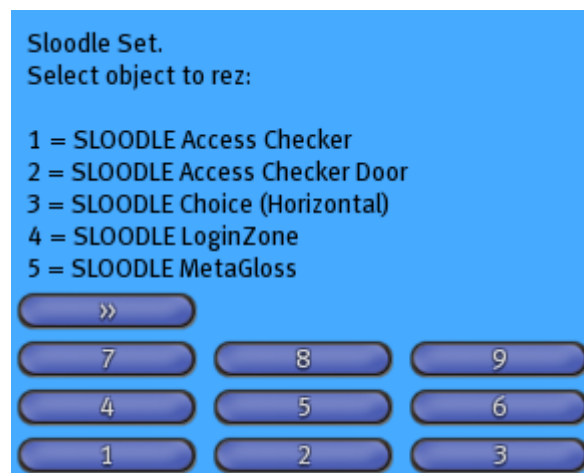 Sloodle Set.
Select object to rez:
1 = SLOODLE Access Checker
2 = SLOODLE Access Checker Door
3 = SLOODLE Choice (Horizontal)
4 = SLOODLE LoginZone
5 = SLOODLE MetaGloss
»
7 8 9
4 5 6
1 2 3